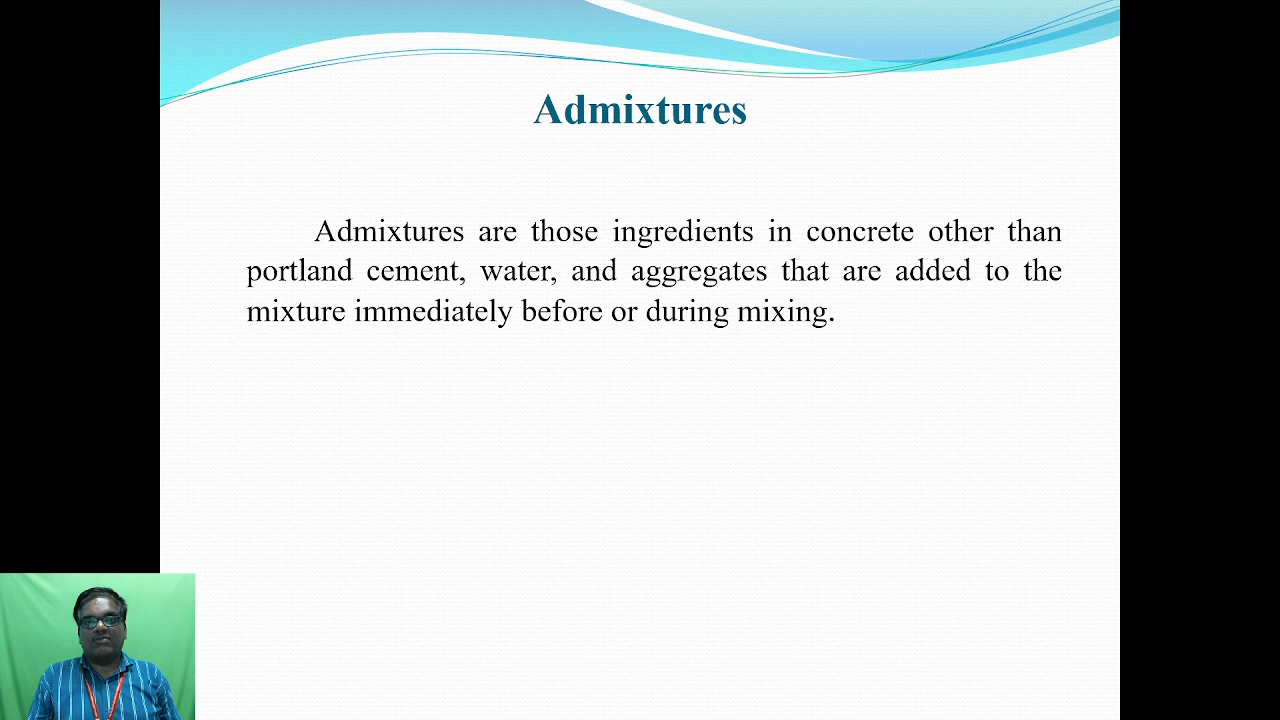 Admixtures
Admixtures are those ingredients in concrete other than
portland cement, water, and aggregates that are added to the
mixture immediately before or during mixing.